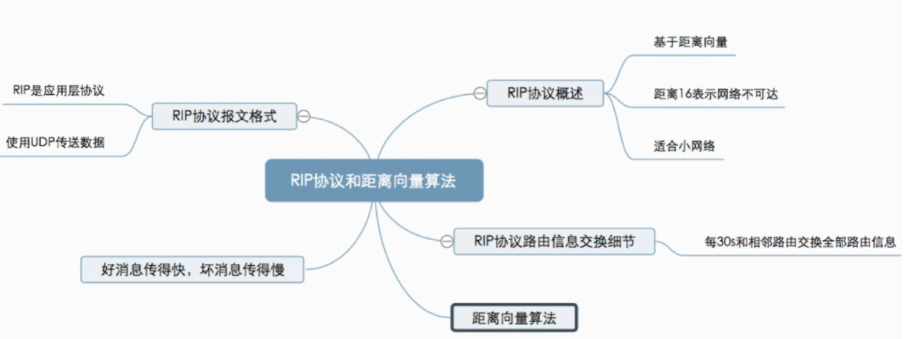 基于距离向量
RIP是应用层协议
RIP协议概述
距离16表示网络不可达
RIP协议报文格式
使用UDP传送数据
适合小网络
RIP协议和距离向量算法
RIP协议路由信息交换细节
每30s和相邻路由交换全部路由信息
好消息传得快，坏消息传得慢
距离向量算法